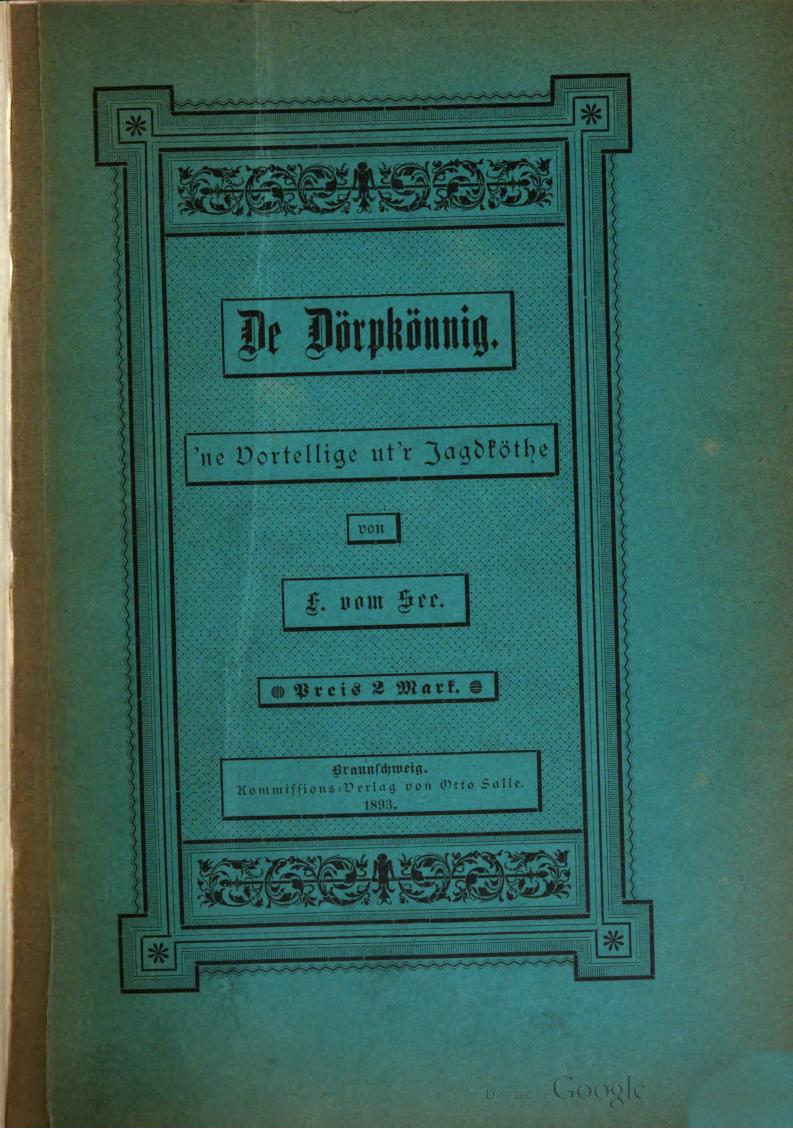 De Dörpkönnig.
'ne Vortellige ut'r Jagdköthe
von
F. vom See.
Preis 2 Mark.
Braunschweig.
Kommissions-Verlag von Otto Salle.
1893.
Digitized by Google